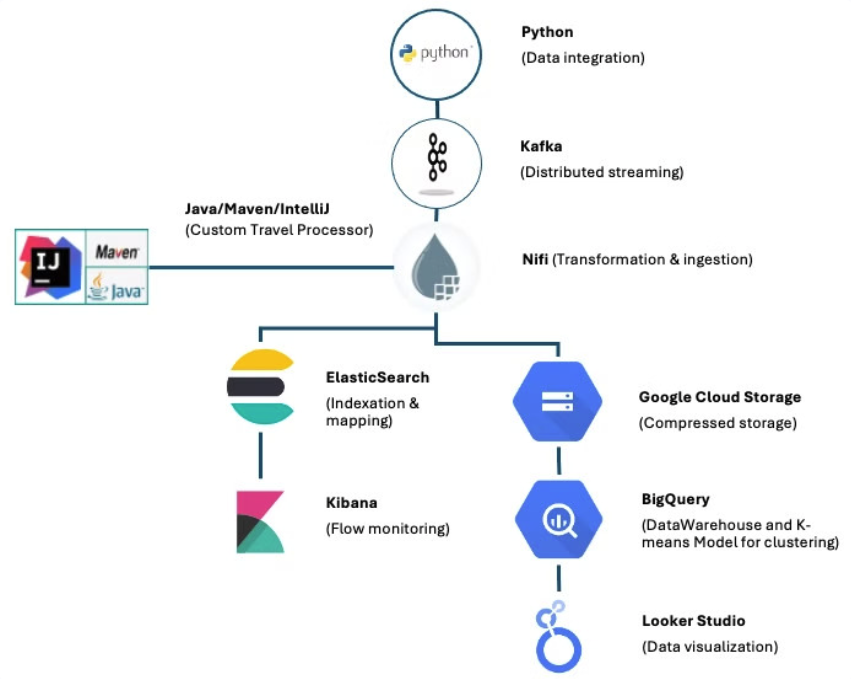 Python
(Data integration)
python
Kafka
(Distributed streaming)
Java/Maven/IntelliJ
(Custom Travel Processor)
IJ
Maven
Java
Nifi (Transformation & ingestion)
ElasticSearch
(Indexation &
mapping)
Google Cloud Storage
(Compressed storage)
Kibana
(Flow monitoring)
BigQuery
(DataWarehouse and K-
means Model for clustering)
Looker Studio
(Data visualization)